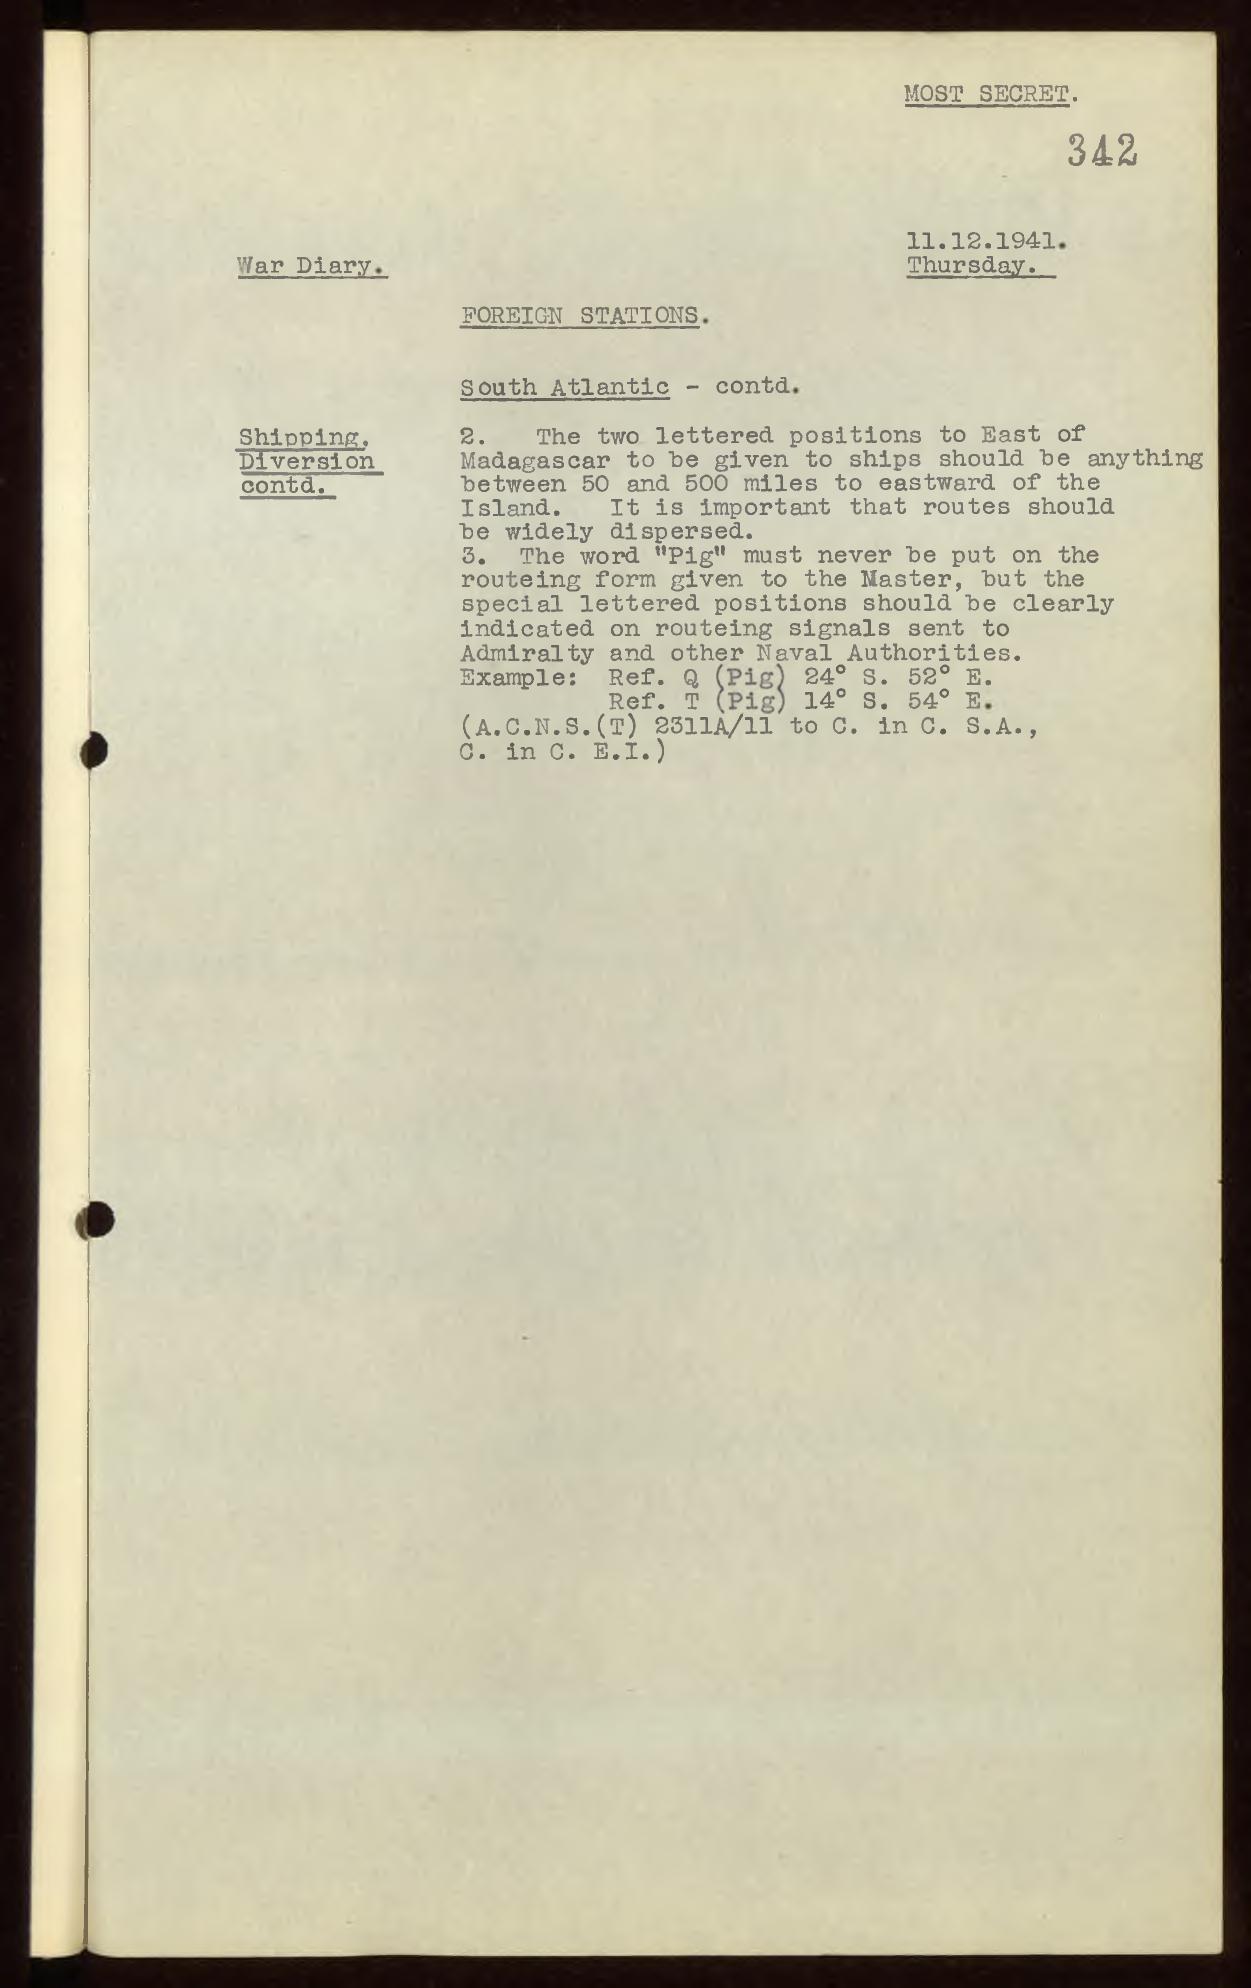 MOST SECRET.
342
11.12.1941.
War Diary.
Thursday.
FOREIGN STATIONS.
South Atlantic - contd.
Shipping.
Diversion
contd.
2. The two lettered positions to East of
Madagascar to be given to ships should be anything
between 50 and 500 miles to eastward of the
Island. It is important that routes should
be widely dispersed.
3. The word "Pig" must never be put on the
routeing form given to the Master, but the
special lettered positions should be clearly
indicated on routeing signals sent to
Admiralty and other Naval Authorities.
Example: Ref. Q (Pig) 24° S. 52° E.
Ref. T (Pig) 14° S. 54° E.
(A.C.N.S.(T) 2311A/11 to C. in C. S.A.,
C. in C. E.I.)